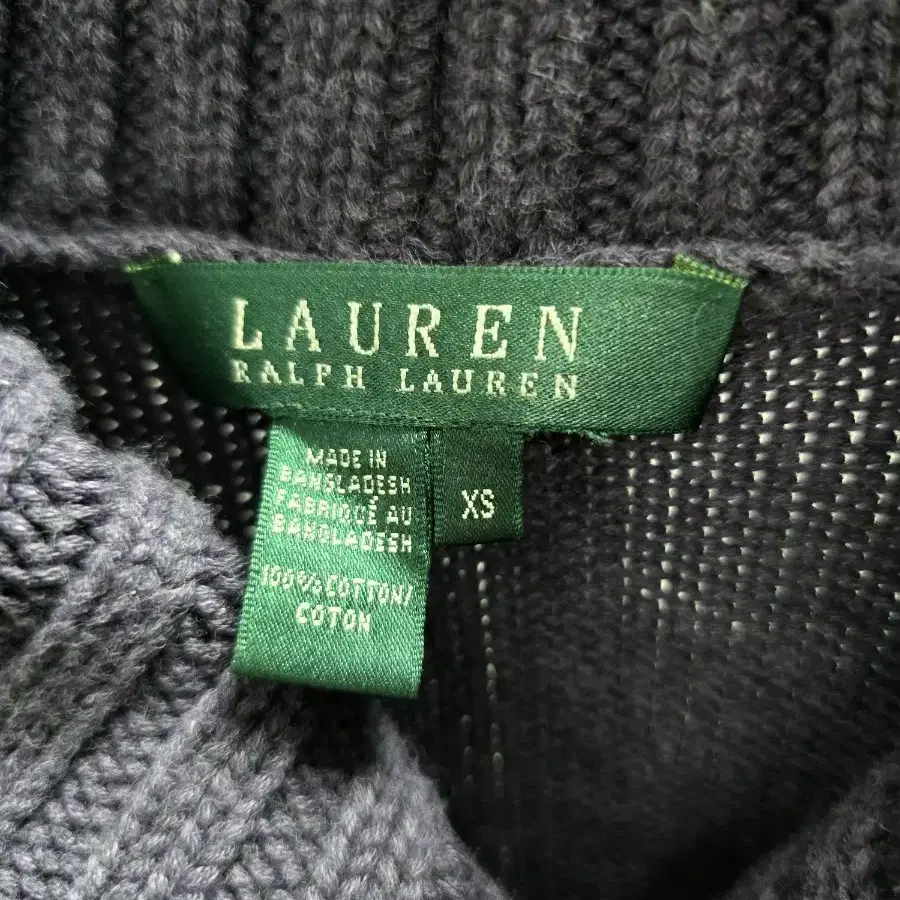 LAUREN
RALPH LAUREN
MADE IN
BANGLADESH
FABRIQUÉ AU
BANGLADESH
100% COTTON/
COTON
XS